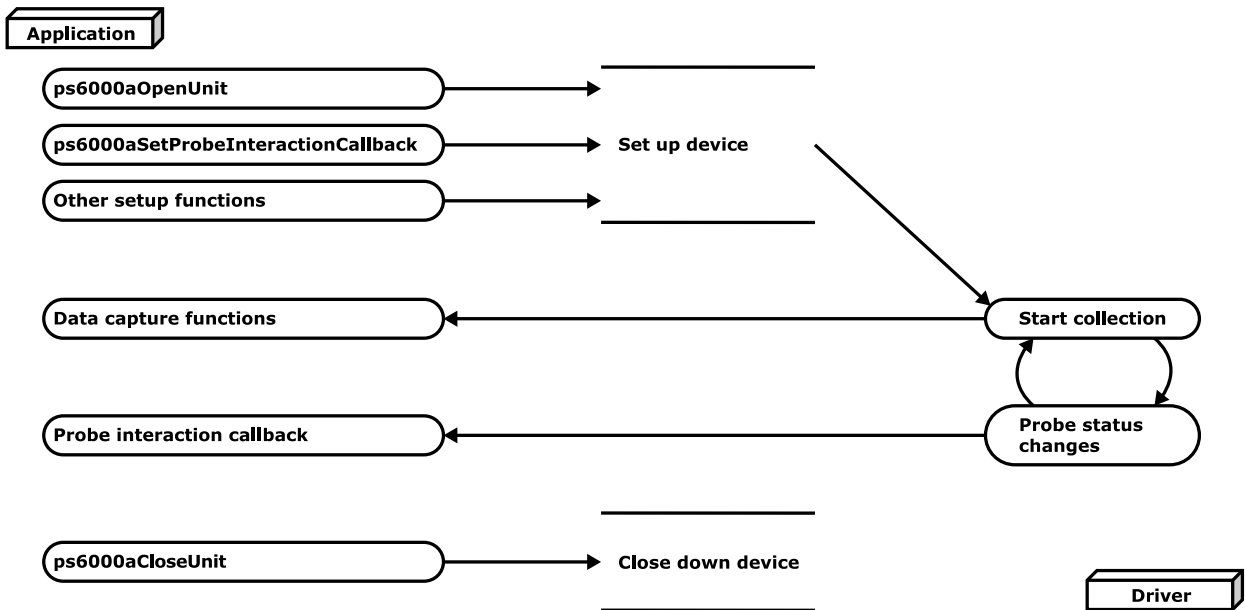 Application
ps6000aOpenUnit
ps6000aSetProbeInteractionCallback
Set up device
Other setup functions
Data capture functions
Start collection
Probe interaction callback
Probe status
changes
ps6000aCloseUnit
Close down device
Driver